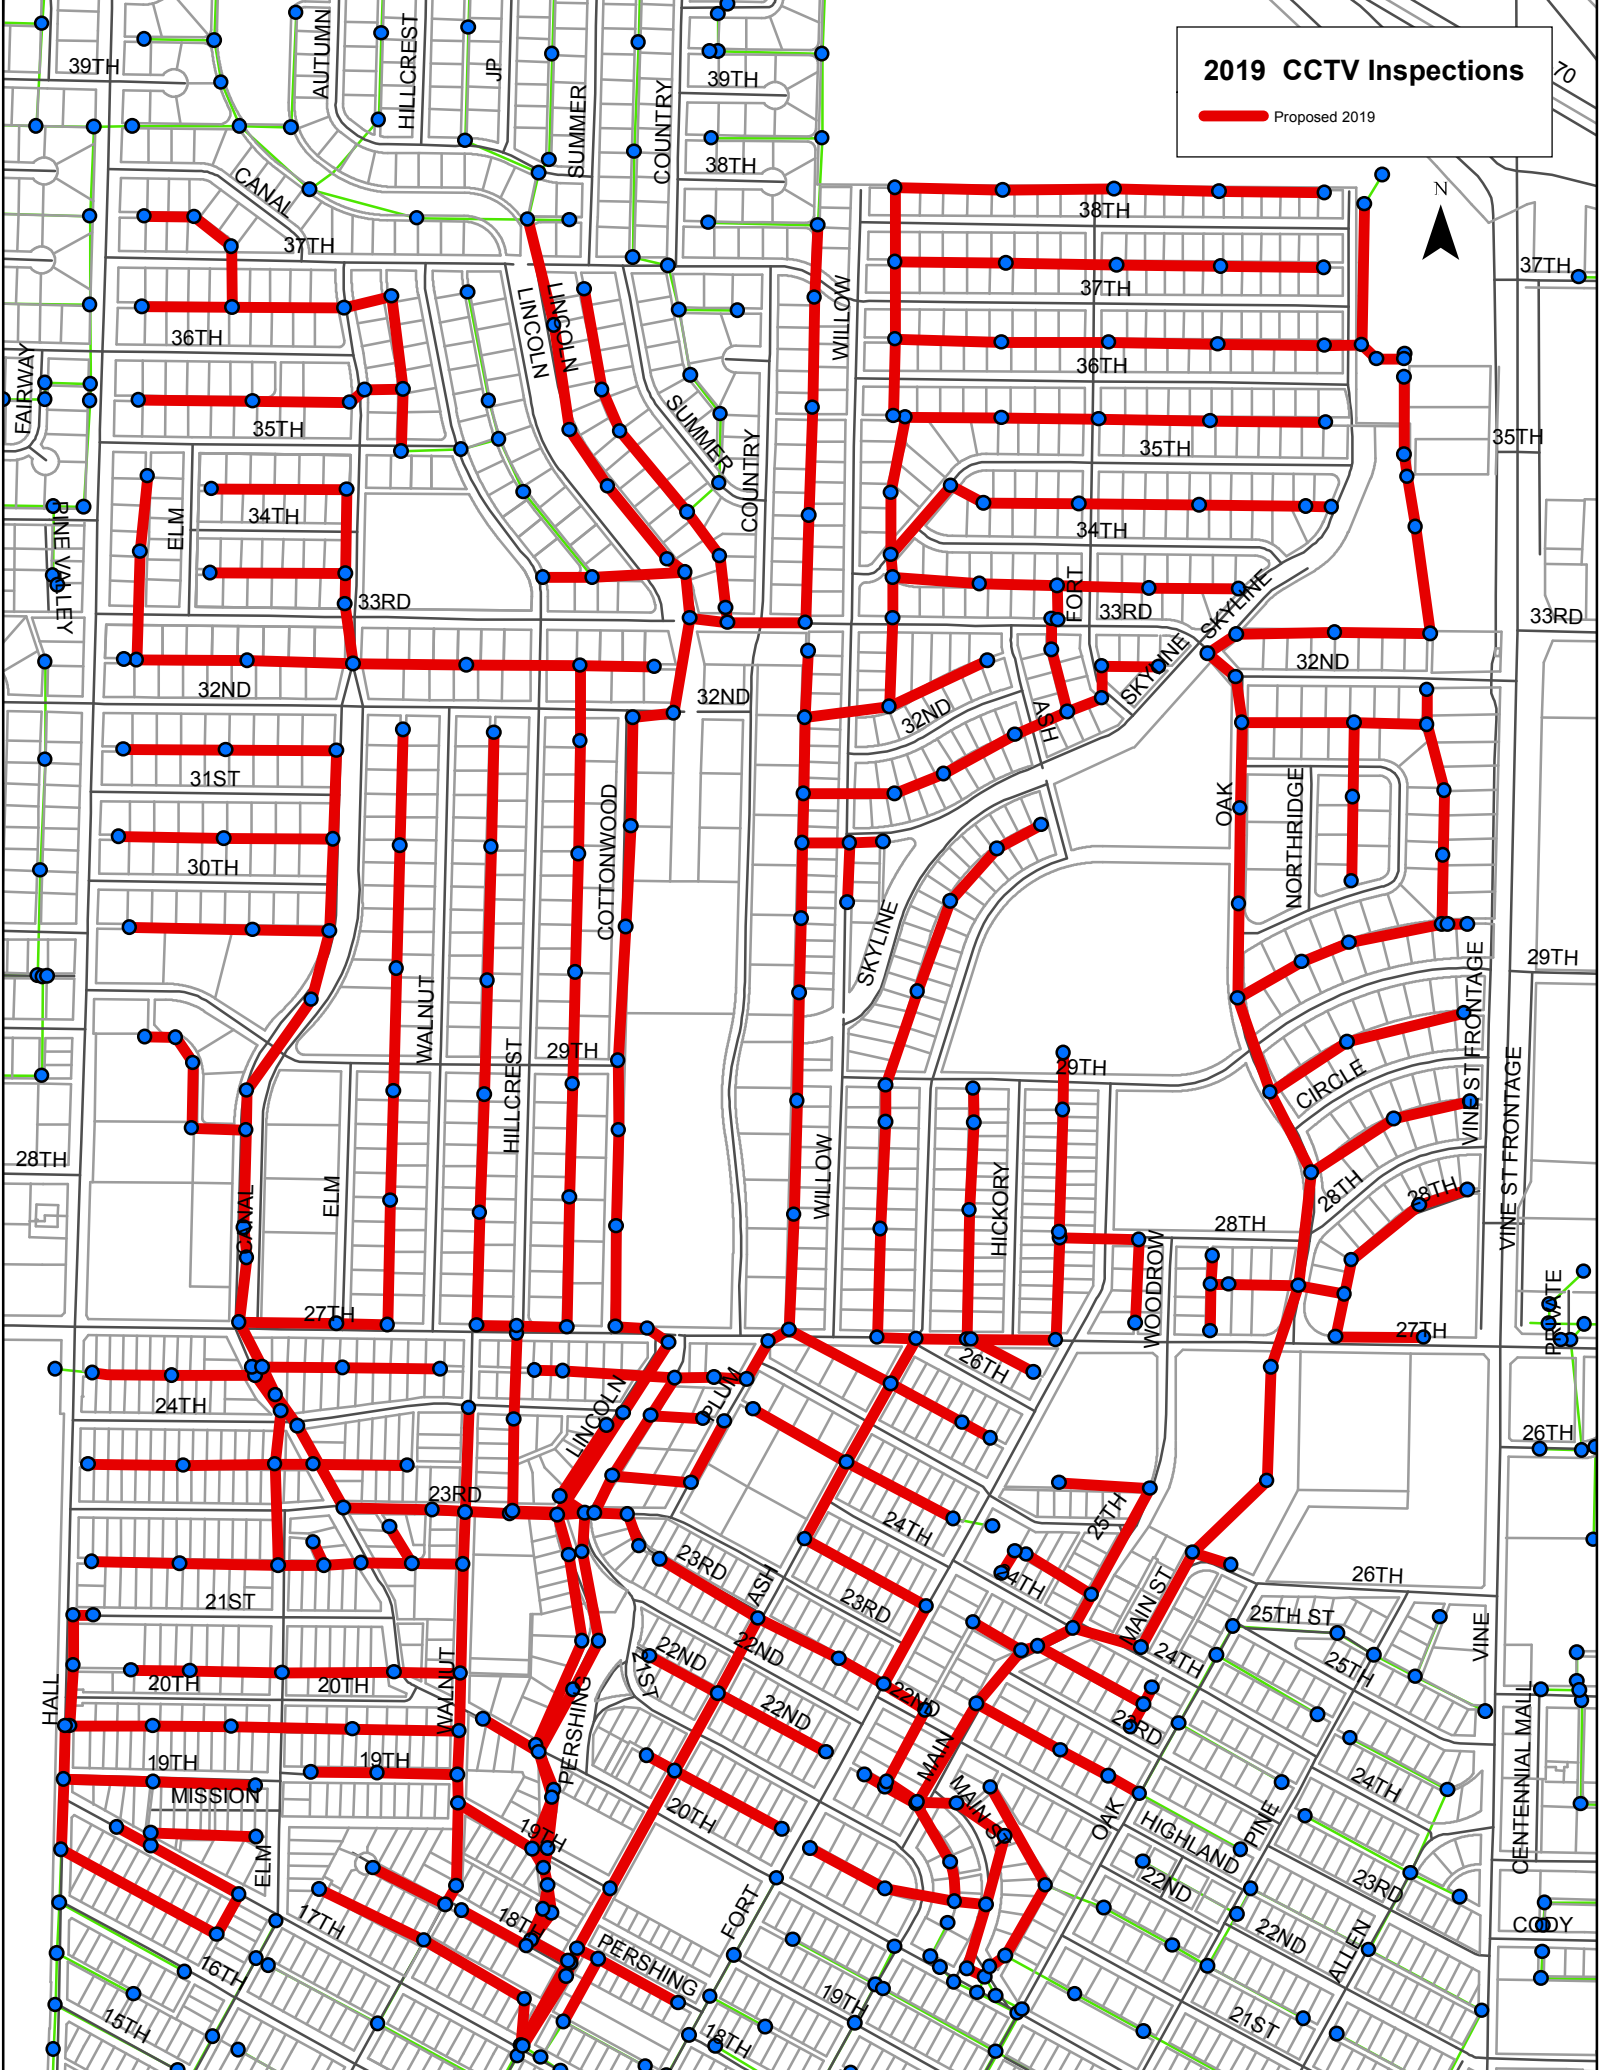 2019 CCTV Inspections
Proposed 2019
N
70
39TH
AUTUMN
HILLCREST
JP
SUMMER
COUNTRY
39TH
38TH
CANAL
37TH
38TH
37TH
37TH
LINCOLN
LINCOLN
WILLOW
36TH
36TH
FAIRWAY
35TH
SUMMER
COUNTRY
35TH
35TH
PINE VALLEY
ELM
34TH
34TH
33RD
FORT
33RD
SKYLINE
33RD
32ND
32ND
32ND
ASH
SKYLINE
32ND
31ST
COTTONWOOD
OAK
NORTHRIDGE
30TH
SKYLINE
VINE ST FRONTAGE
29TH
WALNUT
HILLCREST
29TH
29TH
CIRCLE
VINE ST FRONTAGE
28TH
CANAL
ELM
WILLOW
HICKORY
28TH
28TH
28TH
WOODROW
27TH
27TH
PRIVATE
26TH
24TH
LINCOLN
PLUM
26TH
23RD
24TH
25TH
23RD
24TH
26TH
21ST
ASH
23RD
MAIN ST
25TH ST
VINE
HALL
20TH
20TH
WALNUT
21ST
22ND
22ND
24TH
25TH
PERSHING
22ND
22ND
23RD
CENTENNIAL MALL
19TH
19TH
MISSION
MAIN
MAIN ST
24TH
19TH
20TH
OAK
HIGHLAND
PINE
ELM
22ND
23RD
17TH
18TH
FORT
22ND
CODY
ALLEN
16TH
PERSHING
19TH
21ST
15TH
18TH